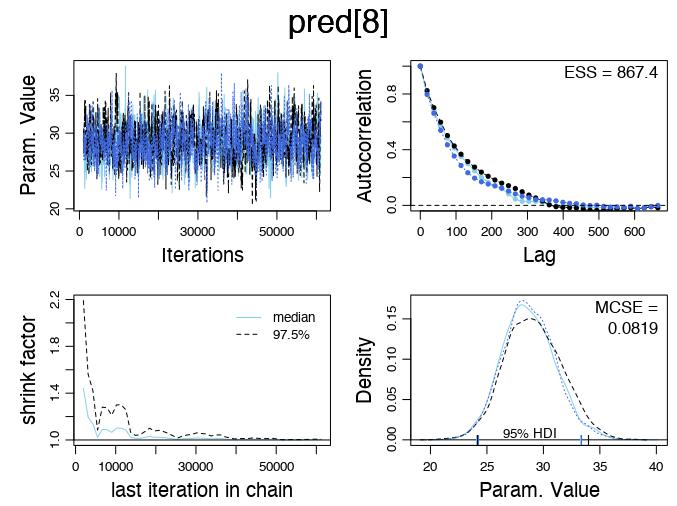 pred[8]
Param. Value
20 25 30 35
0 10000 30000 50000
Iterations
Autocorrelation
0.0 0.4 0.8
ESS = 867.4
0 100 200 300 400 500 600
Lag
shrink factor
1.0 1.4 1.8 2.2
median
97.5%
0 10000 30000 50000
last iteration in chain
Density
0.00 0.05 0.10 0.15
MCSE =
0.0819
95% HDI
20 25 30 35 40
Param. Value